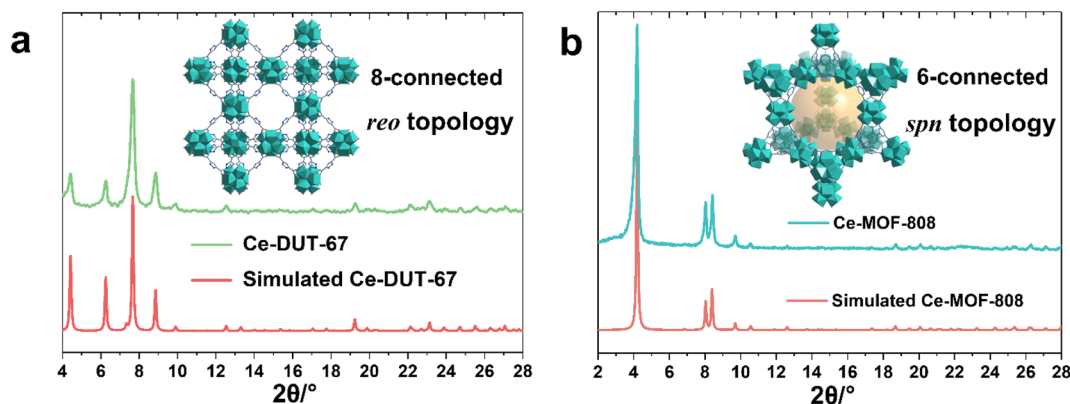 a
8-connected
reo topology
Ce-DUT-67
Simulated Ce-DUT-67
4 6 8 10 12 14 16 18 20 22 24 26 28
2θ/°
b
6-connected
spn topology
Ce-MOF-808
Simulated Ce-MOF-808
2 4 6 8 10 12 14 16 18 20 22 24 26 28
2θ/°